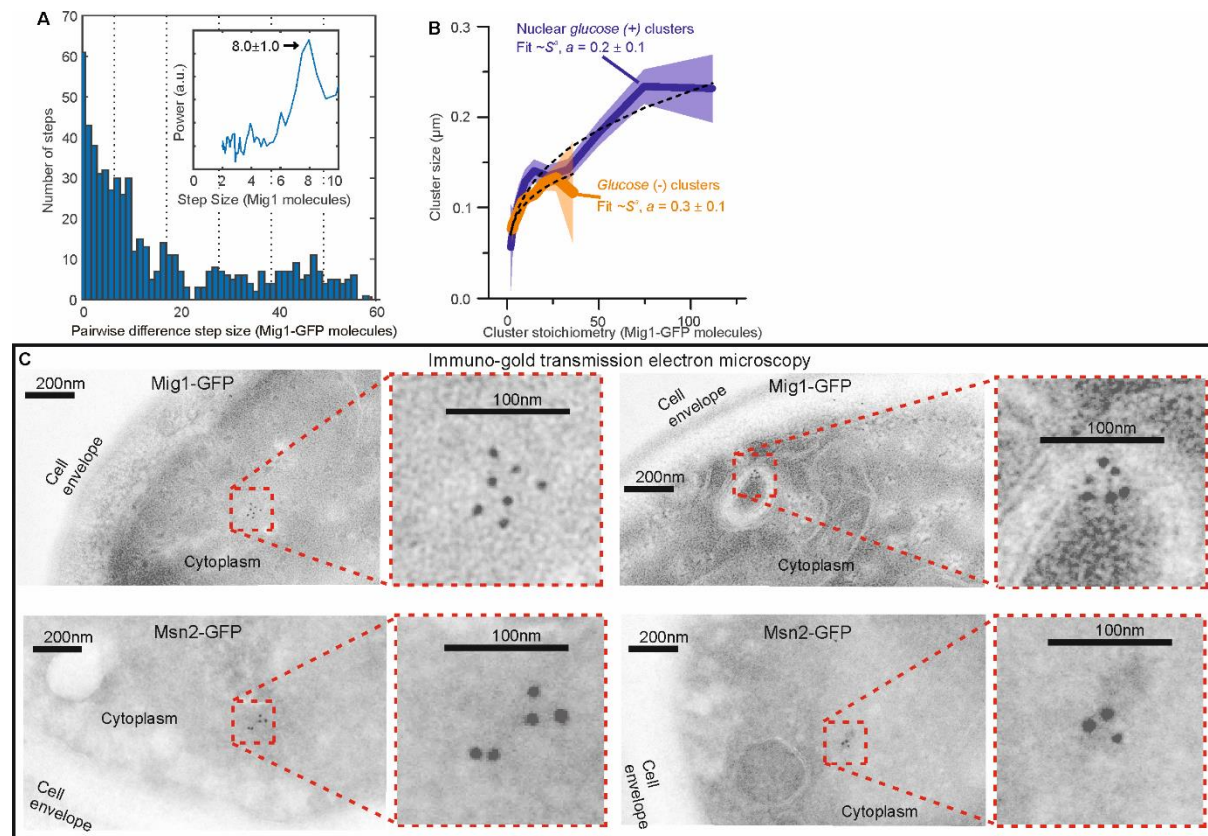 A
70
60
50
40
30
20
10
0
Number of steps
0
20
40
60
Pairwise difference step size (Mig1-GFP molecules)
8.0±1.0
Power (a.u.)
0 2 4 6 8 10
Step Size (Mig1 molecules)
B
0.3
0.2
0.1
0.0
Cluster size (µm)
Nuclear glucose (+) clusters
Fit ~Sᵃ, a = 0.2 ± 0.1
Glucose (-) clusters
Fit ~Sᵃ, a = 0.3 ± 0.1
0
50
100
Cluster stoichiometry (Mig1-GFP molecules)
C
Immuno-gold transmission electron microscopy
200nm
Mig1-GFP
Cell envelope
Cytoplasm
100nm
Mig1-GFP
Cell envelope
200nm
Cytoplasm
100nm
200nm
Msn2-GFP
Cytoplasm
Cell envelope
100nm
200nm
Msn2-GFP
Cell
envelope
Cytoplasm
100nm